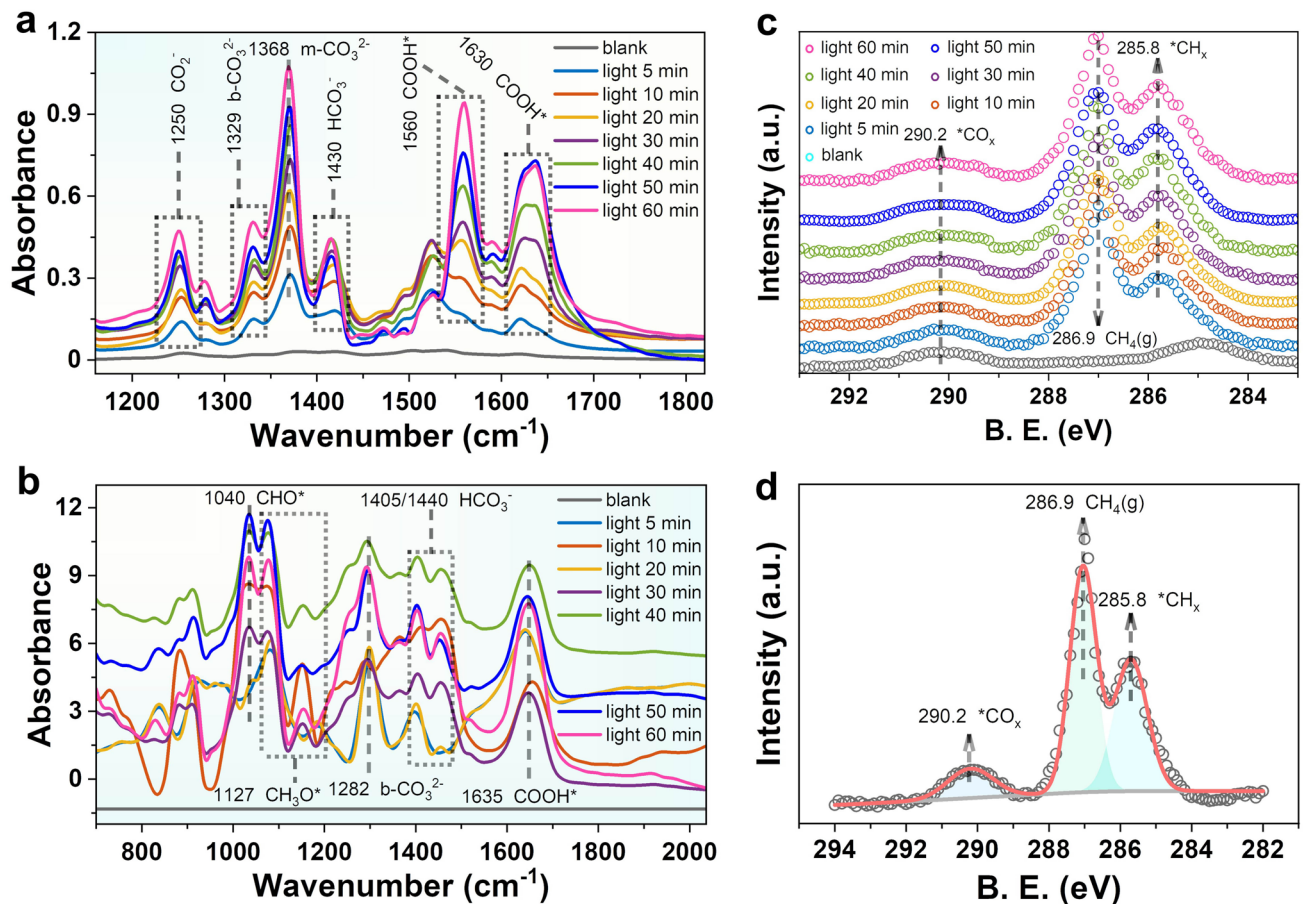 a
1.2
0.9
0.6
0.3
0
Absorbance
1250 CO₂⁻
1329 b-CO₃²⁻
1368 m-CO₃²⁻
1430 HCO₃⁻
1560 COOH*
1630 COOH*
blank
light 5 min
light 10 min
light 20 min
light 30 min
light 40 min
light 50 min
light 60 min
1200 1300 1400 1500 1600 1700 1800
Wavenumber (cm⁻¹)
b
12
9
6
3
0
Absorbance
1040 CHO*
1405/1440 HCO₃⁻
blank
light 5 min
light 10 min
light 20 min
light 30 min
light 40 min
light 50 min
light 60 min
1127 CH₃O*
1282 b-CO₃²⁻
1635 COOH*
800 1000 1200 1400 1600 1800 2000
Wavenumber (cm⁻¹)
c
light 60 min light 50 min
light 40 min light 30 min
light 20 min light 10 min
light 5 min
blank
285.8 *CHₓ
290.2 *COₓ
286.9 CH₄(g)
Intensity (a.u.)
292 290 288 286 284
B. E. (eV)
d
286.9 CH₄(g)
285.8 *CHₓ
290.2 *COₓ
Intensity (a.u.)
294 292 290 288 286 284 282
B. E. (eV)